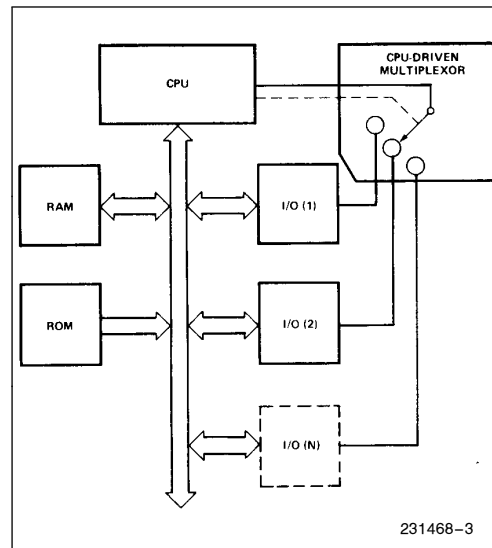 CPU
CPU-DRIVEN
MULTIPLEXOR
RAM
I/O (1)
ROM
I/O (2)
I/O (N)
231468–3